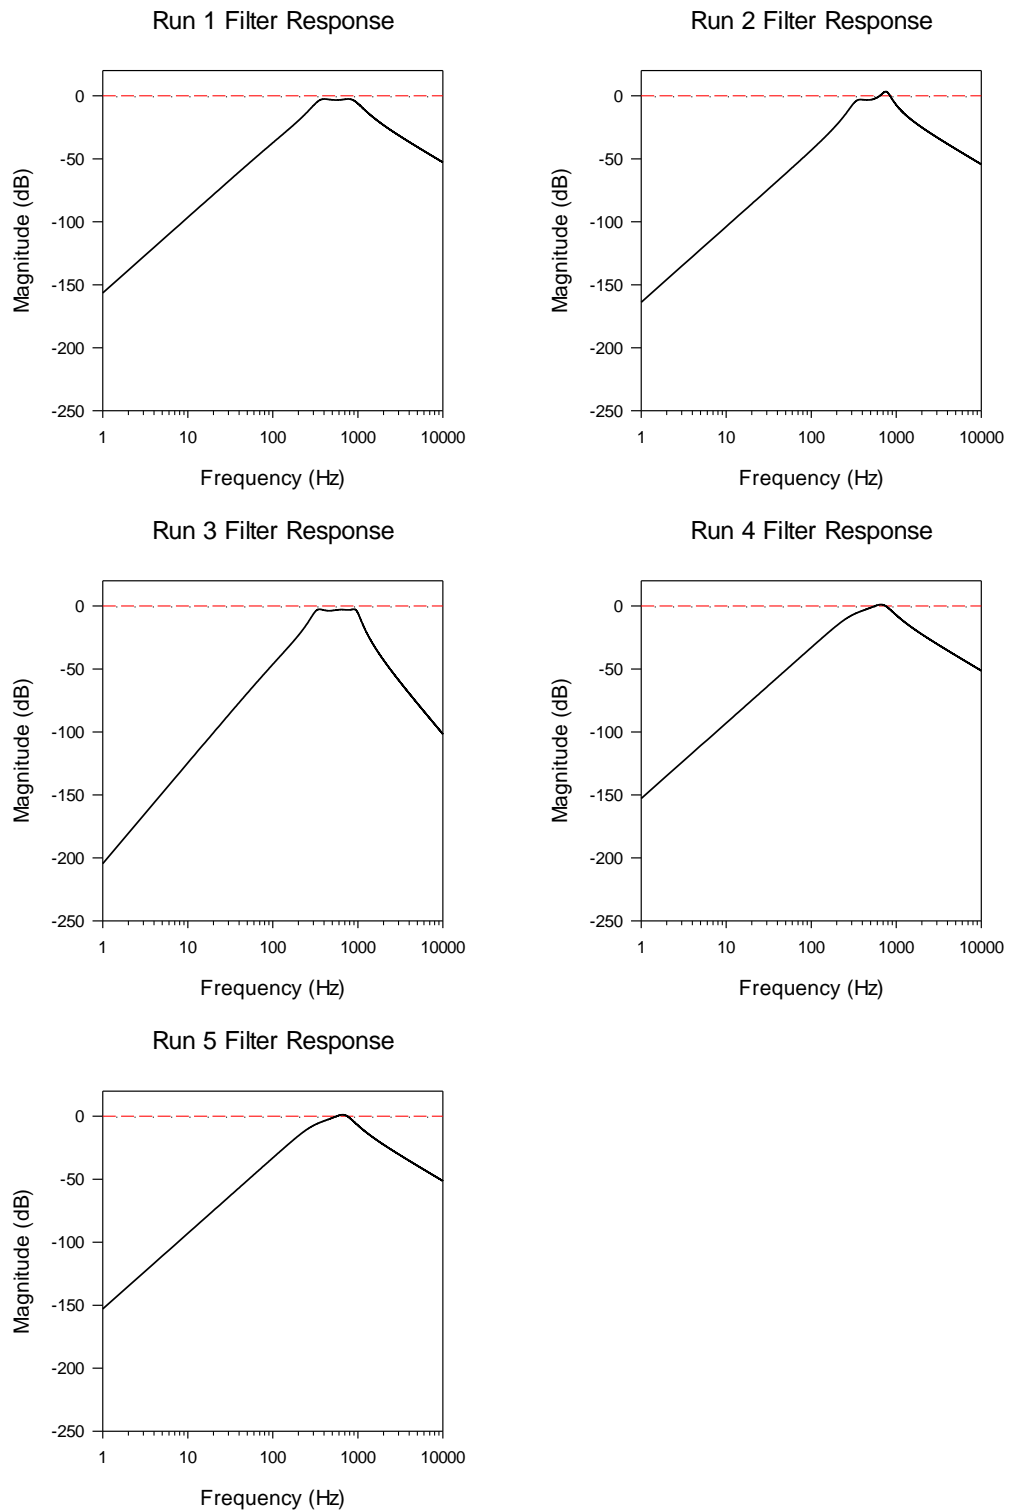 Run 1 Filter Response
Magnitude (dB)
0
-50
-100
-150
-200
-250
1 10 100 1000 10000
Frequency (Hz)
Run 2 Filter Response
Magnitude (dB)
0
-50
-100
-150
-200
-250
1 10 100 1000 10000
Frequency (Hz)
Run 3 Filter Response
Magnitude (dB)
0
-50
-100
-150
-200
-250
1 10 100 1000 10000
Frequency (Hz)
Run 4 Filter Response
Magnitude (dB)
0
-50
-100
-150
-200
-250
1 10 100 1000 10000
Frequency (Hz)
Run 5 Filter Response
Magnitude (dB)
0
-50
-100
-150
-200
-250
1 10 100 1000 10000
Frequency (Hz)